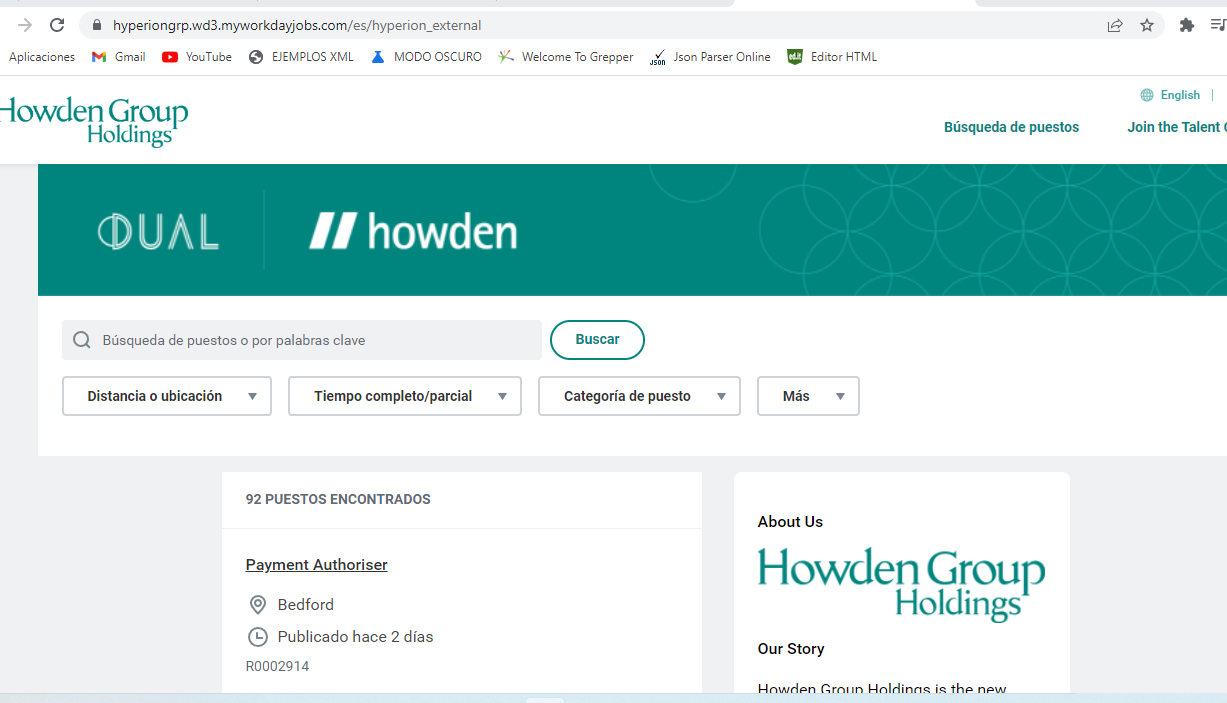 hyperiongrp.wd3.myworkdayjobs.com/es/hyperion_external
Aplicaciones Gmail YouTube EJEMPLOS XML MODO OSCURO Welcome To Grepper JSON Json Parser Online ed.it Editor HTML
English |
Howden Group
Holdings
Búsqueda de puestos Join the Talent
DUAL howden
Búsqueda de puestos o por palabras clave Buscar
Distancia o ubicación Tiempo completo/parcial Categoría de puesto Más
92 PUESTOS ENCONTRADOS
Payment Authoriser
Bedford
Publicado hace 2 días
R0002914
About Us
Howden Group
Holdings
Our Story
Howden Group Holdings is the new